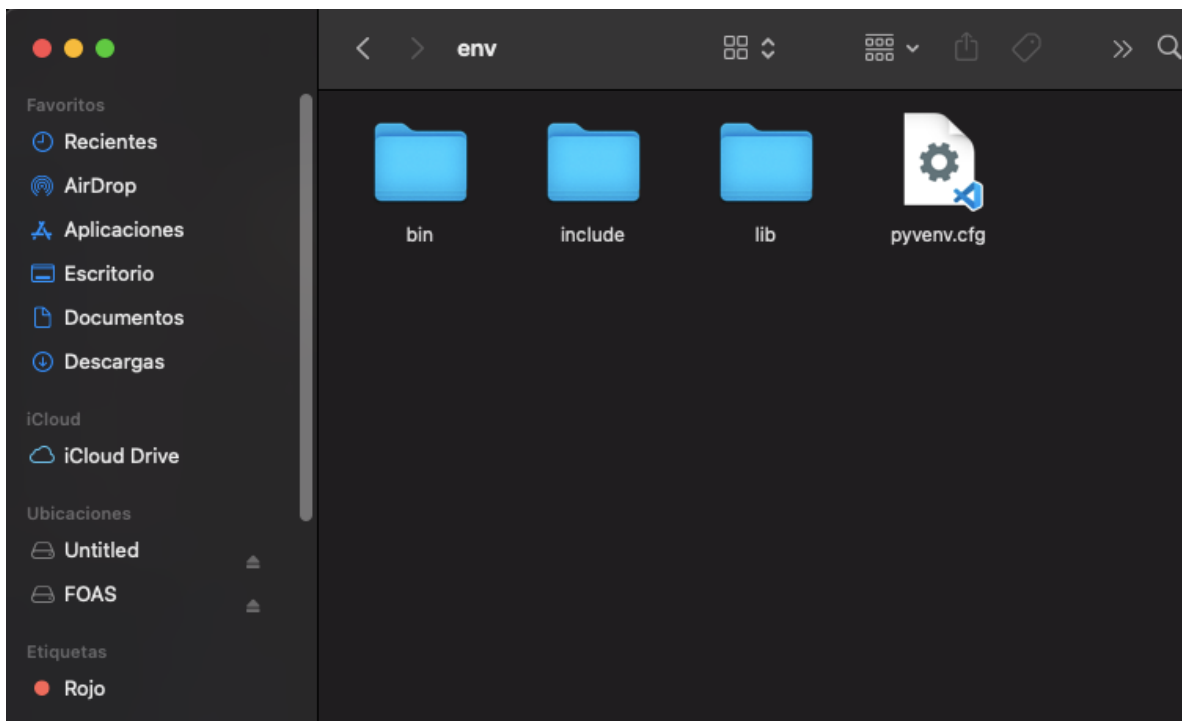 env
Favoritos
Recientes
AirDrop
Aplicaciones
Escritorio
Documentos
Descargas
iCloud
iCloud Drive
Ubicaciones
Untitled
FOAS
Etiquetas
Rojo
bin
include
lib
pyvenv.cfg